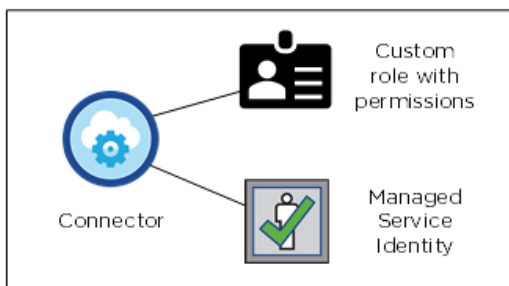 Custom
role with
permissions
Connector
Managed
Service
Identity